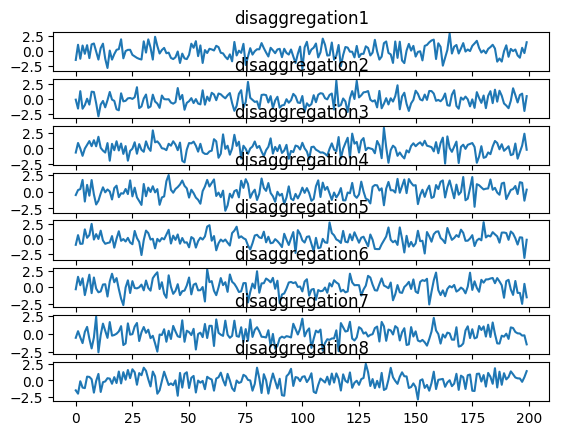 disaggregation1
2.5
0.0
−2.5
disaggregation2
2.5
0.0
−2.5
disaggregation3
2.5
0.0
−2.5
disaggregation4
2.5
0.0
−2.5
disaggregation5
2.5
0.0
−2.5
disaggregation6
2.5
0.0
−2.5
disaggregation7
2.5
0.0
−2.5
disaggregation8
2.5
0.0
−2.5
0 25 50 75 100 125 150 175 200